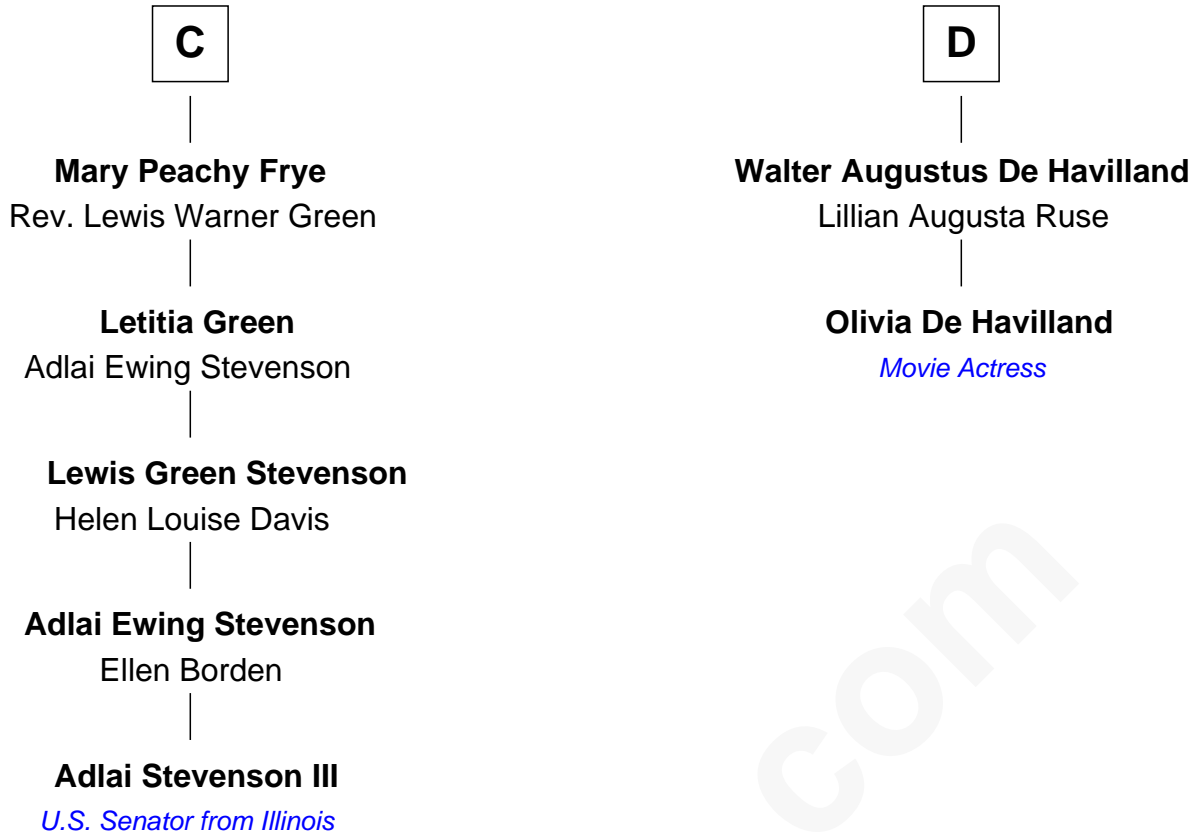 C
Mary Peachy Frye
Rev. Lewis Warner Green
Letitia Green
Adlai Ewing Stevenson
Lewis Green Stevenson
Helen Louise Davis
Adlai Ewing Stevenson
Ellen Borden
Adlai Stevenson III
U.S. Senator from Illinois
D
Walter Augustus De Havilland
Lillian Augusta Ruse
Olivia De Havilland
Movie Actress
com